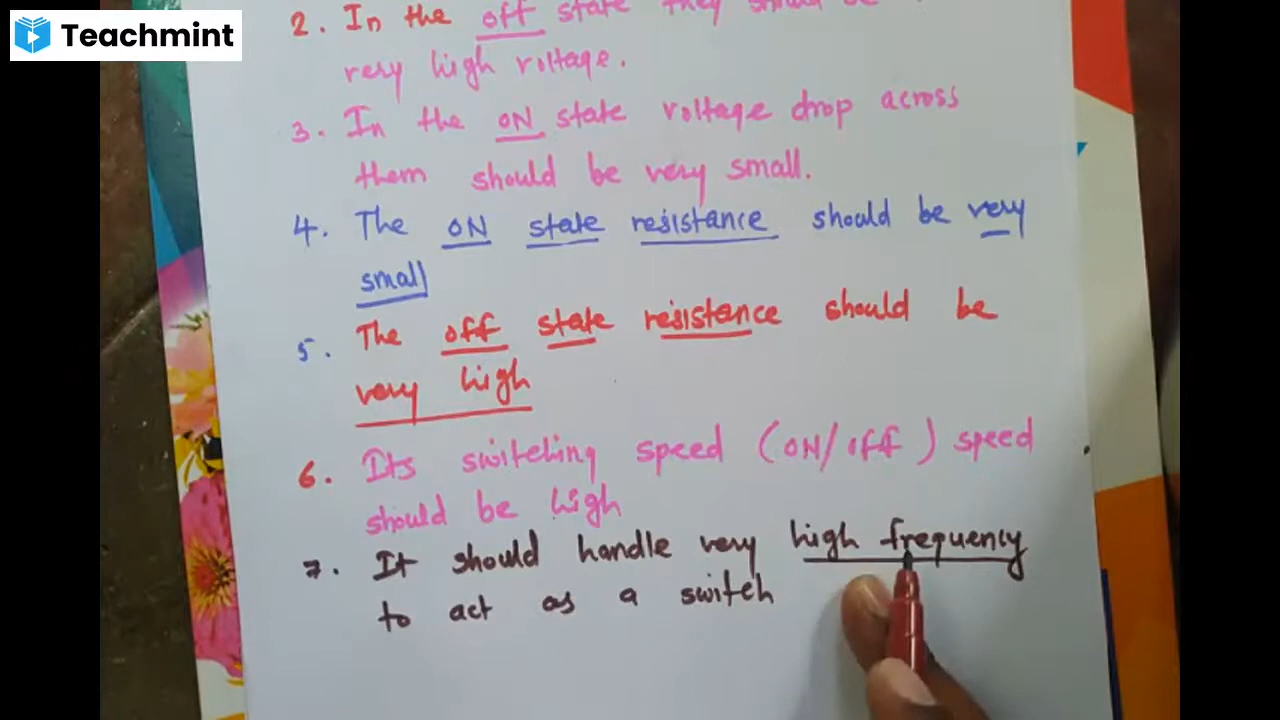 Teachmint
2. In the off state they should be
very high voltage.
3. In the ON state voltage drop across
them should be very small.
4. The ON state resistance should be very
small
5. The off state resistance should be
very high
6. Its switching speed (ON/OFF) speed
should be high
7. It should handle very high frequency
to act as a switch